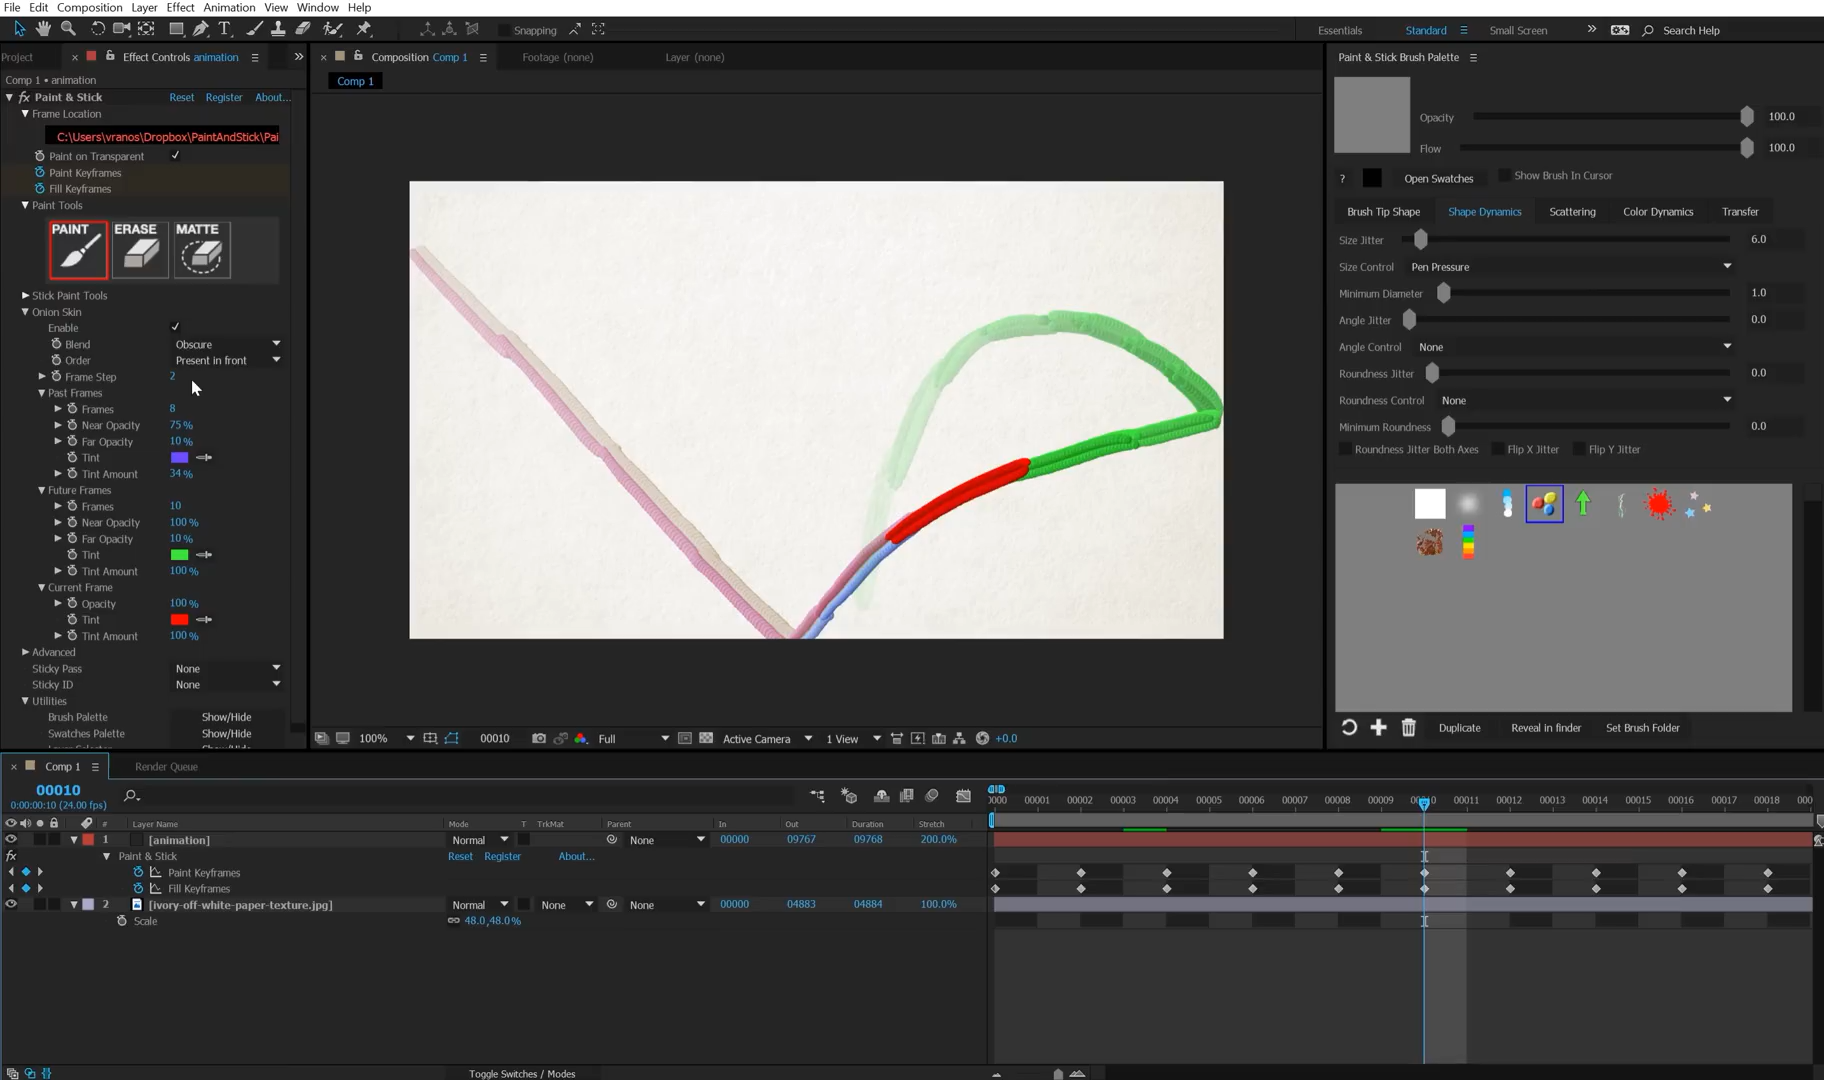 File Edit Composition Layer Effect Animation View Window Help
Snapping Essentials Standard Small Screen Search Help
Project Effect Controls animation
Composition Comp 1 Footage (none) Layer (none)
Paint & Stick Brush Palette
Comp 1 • animation
Comp 1
fx Paint & Stick Reset Register About...
Frame Location
C:\Users\vranos\Dropbox\PaintAndStick\Pai
Paint on Transparent
Paint Keyframes
Fill Keyframes
Paint Tools
PAINT ERASE MATTE
Stick Paint Tools
Onion Skin
Enable
Blend Obscure
Order Present in front
Frame Step 2
Past Frames
Frames 8
Near Opacity 75 %
Far Opacity 10 %
Tint
Tint Amount 34 %
Future Frames
Frames 10
Near Opacity 100 %
Far Opacity 10 %
Tint
Tint Amount 100 %
Current Frame
Opacity 100 %
Tint
Tint Amount 100 %
Advanced
Sticky Pass None
Sticky ID None
Utilities
Brush Palette Show/Hide
Swatches Palette Show/Hide
Opacity 100.0
Flow 100.0
? Open Swatches Show Brush In Cursor
Brush Tip Shape Shape Dynamics Scattering Color Dynamics Transfer
Size Jitter 6.0
Size Control Pen Pressure
Minimum Diameter 1.0
Angle Jitter 0.0
Angle Control None
Roundness Jitter 0.0
Roundness Control None
Minimum Roundness 0.0
Roundness Jitter Both Axes Flip X Jitter Flip Y Jitter
Duplicate Reveal in finder Set Brush Folder
100% 00010 Full Active Camera 1 View +0.0
Comp 1 Render Queue
00010
0:00:00:10 (24.00 fps)
# Layer Name Mode T TrkMat Parent In Out Duration Stretch
1 [animation] Normal None 00000 09767 09768 200.0%
fx Paint & Stick Reset Register About...
Paint Keyframes
Fill Keyframes
2 [ivory-off-white-paper-texture.jpg] Normal None None 00000 04883 04884 100.0%
Scale 48.0,48.0%
00001 00002 00003 00004 00005 00006 00007 00008 00009 00011 00012 00013 00014 00015 00016 00017 00018
Toggle Switches / Modes